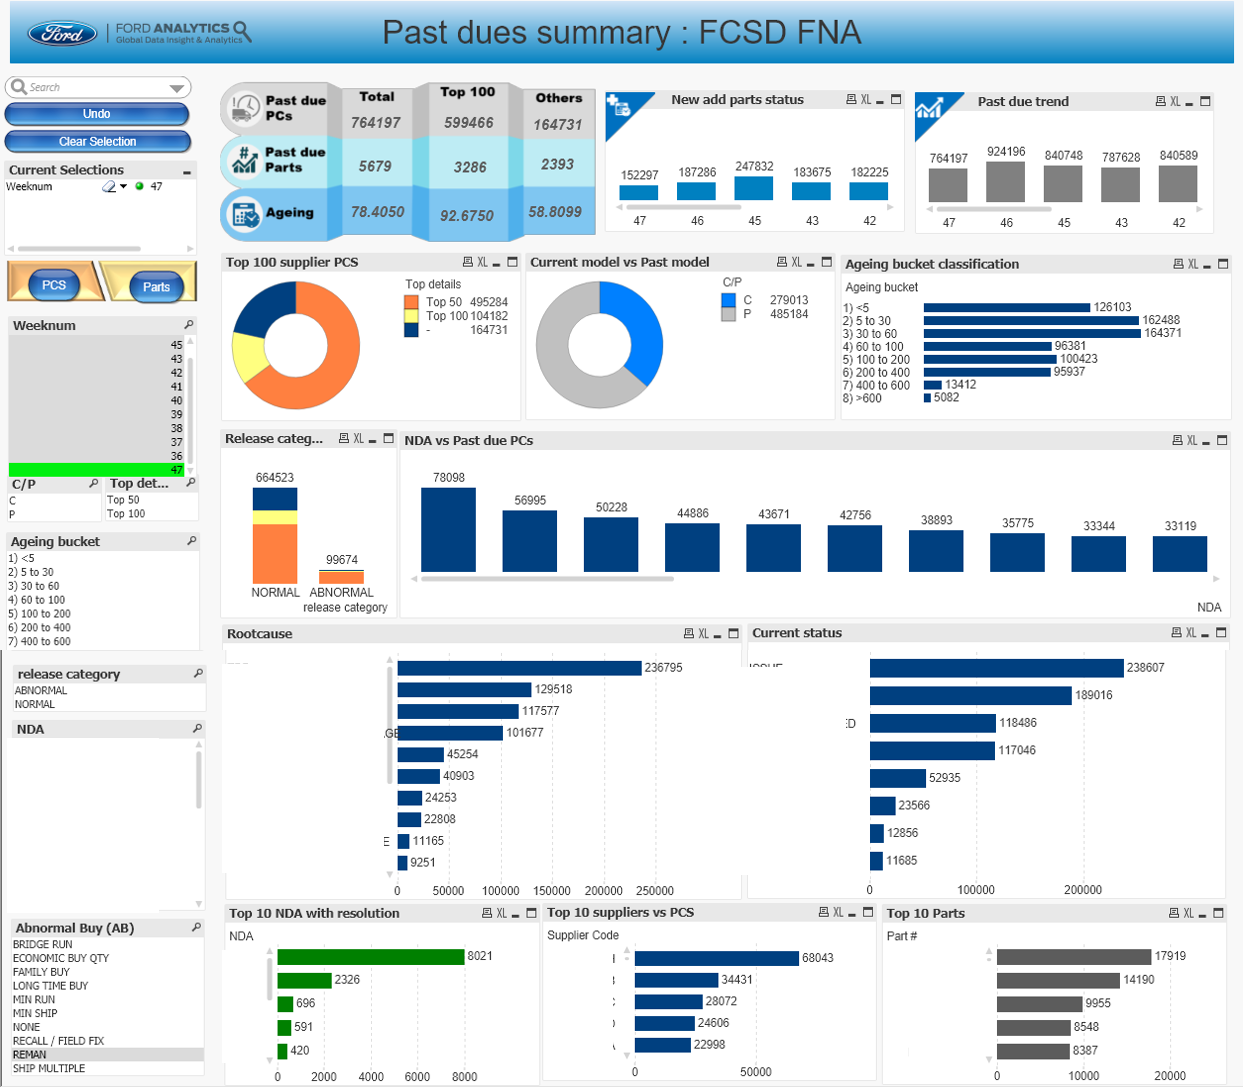 Ford
FORD ANALYTICS
Global Data Insight & Analytics
Past dues summary : FCSD FNA
Search
Undo
Clear Selection
Current Selections
Weeknum 47
PCS
Parts
Weeknum
45
43
42
41
40
39
38
37
36
47
C/P
C
P
Top det...
Top 50
Top 100
Ageing bucket
1) <5
2) 5 to 30
3) 30 to 60
4) 60 to 100
5) 100 to 200
6) 200 to 400
7) 400 to 600
release category
ABNORMAL
NORMAL
NDA
Abnormal Buy (AB)
BRIDGE RUN
ECONOMIC BUY QTY
FAMILY BUY
LONG TIME BUY
MIN RUN
MIN SHIP
NONE
RECALL / FIELD FIX
REMAN
SHIP MULTIPLE
Total Top 100 Others
Past due PCs 764197 599466 164731
Past due Parts 5679 3286 2393
Ageing 78.4050 92.6750 58.8099
New add parts status
XL
152297 187286 247832 183675 182225
47 46 45 43 42
Past due trend
XL
764197 924196 840748 787628 840589
47 46 45 43 42
Top 100 supplier PCS
XL
Top details
Top 50 495284
Top 100 104182
- 164731
Current model vs Past model
XL
C/P
C 279013
P 485184
Ageing bucket classification
XL
Ageing bucket
1) <5 126103
2) 5 to 30 162488
3) 30 to 60 164371
4) 60 to 100 96381
5) 100 to 200 100423
6) 200 to 400 95937
7) 400 to 600 13412
8) >600 5082
Release categ...
XL
664523
99674
NORMAL ABNORMAL
release category
NDA vs Past due PCs
XL
78098 56995 50228 44886 43671 42756 38893 35775 33344 33119
NDA
Rootcause
XL
236795
129518
117577
101677
45254
40903
24253
22808
E 11165
9251
0 50000 100000 150000 200000 250000
Current status
XL
238607
189016
118486
117046
52935
23566
12856
11685
0 100000 200000
Top 10 NDA with resolution
XL
NDA
8021
2326
696
591
420
0 2000 4000 6000 8000
Top 10 suppliers vs PCS
XL
Supplier Code
68043
34431
28072
24606
22998
0 50000
Top 10 Parts
XL
Part #
17919
14190
9955
8548
8387
0 10000 20000